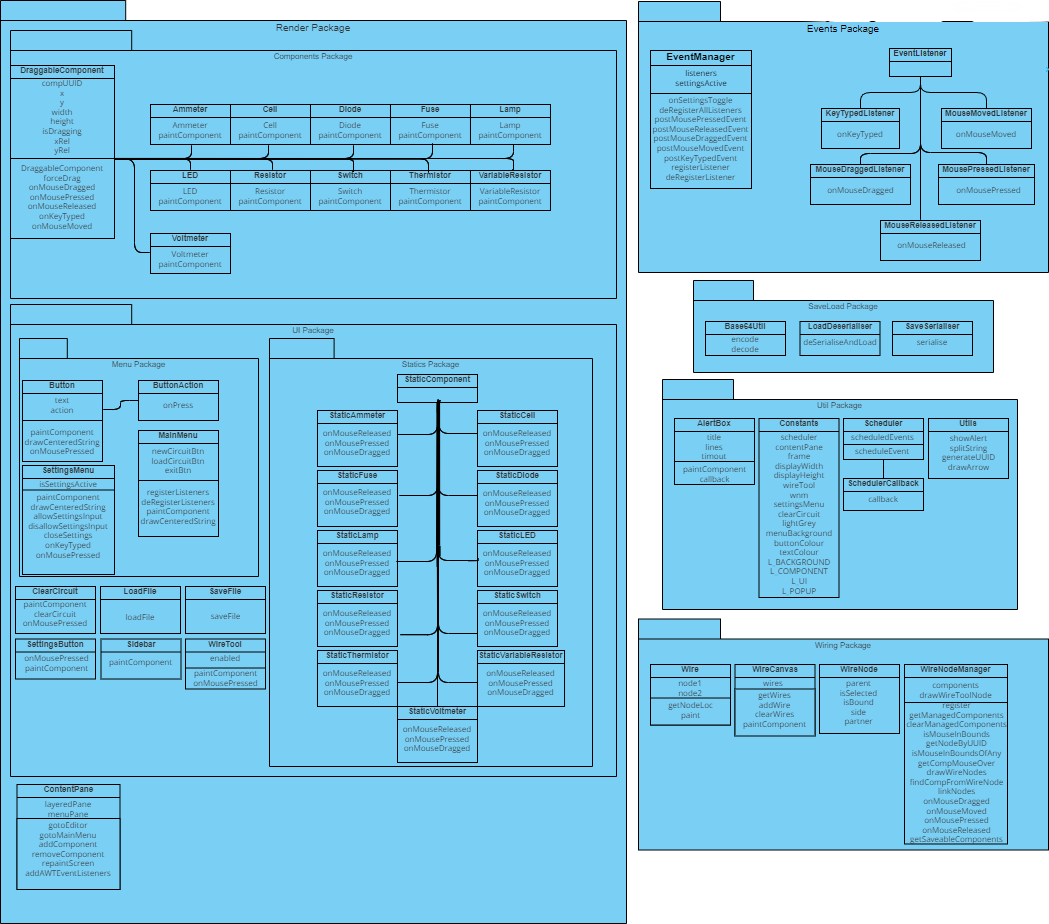 Render Package
Components Package
DraggableComponent
compUUID
x
y
width
height
isDragging
xRel
yRel
DraggableComponent
forceDrag
onMouseDragged
onMousePressed
onMouseReleased
onKeyTyped
onMouseMoved
Ammeter
Ammeter
paintComponent
Cell
Cell
paintComponent
Diode
Diode
paintComponent
Fuse
Fuse
paintComponent
Lamp
Lamp
paintComponent
LED
LED
paintComponent
Resistor
Resistor
paintComponent
Switch
Switch
paintComponent
Thermistor
Thermistor
paintComponent
VariableResistor
VariableResistor
paintComponent
Voltmeter
Voltmeter
paintComponent
UI Package
Menu Package
Button
text
action
paintComponent
drawCenteredString
onMousePressed
ButtonAction
onPress
MainMenu
newCircuitBtn
loadCircuitBtn
exitBtn
registerListeners
deRegisterListeners
paintComponent
drawCenteredString
SettingsMenu
isSettingsActive
paintComponent
drawCenteredString
allowSettingsInput
disallowSettingsInput
closeSettings
onKeyTyped
onMousePressed
ClearCircuit
paintComponent
clearCircuit
onMousePressed
LoadFile
loadFile
SaveFile
saveFile
SettingsButton
onMousePressed
paintComponent
Sidebar
paintComponent
WireTool
enabled
paintComponent
onMousePressed
Statics Package
StaticComponent
StaticAmmeter
onMouseReleased
onMousePressed
onMouseDragged
StaticCell
onMouseReleased
onMousePressed
onMouseDragged
StaticFuse
onMouseReleased
onMousePressed
onMouseDragged
StaticDiode
onMouseReleased
onMousePressed
onMouseDragged
StaticLamp
onMouseReleased
onMousePressed
onMouseDragged
StaticLED
onMouseReleased
onMousePressed
onMouseDragged
StaticResistor
onMouseReleased
onMousePressed
onMouseDragged
StaticSwitch
onMouseReleased
onMousePressed
onMouseDragged
StaticThermistor
onMouseReleased
onMousePressed
onMouseDragged
StaticVariableResistor
onMouseReleased
onMousePressed
onMouseDragged
StaticVoltmeter
onMouseReleased
onMousePressed
onMouseDragged
ContentPane
layeredPane
menuPane
gotoEditor
gotoMainMenu
addComponent
removeComponent
repaintScreen
addAWTEventListeners
Events Package
EventManager
listeners
settingsActive
onSettingsToggle
deRegisterAllListeners
postMousePressedEvent
postMouseReleasedEvent
postMouseDraggedEvent
postMouseMovedEvent
postKeyTypedEvent
registerListener
deRegisterListener
EventListener
KeyTypedListener
onKeyTyped
MouseMovedListener
onMouseMoved
MouseDraggedListener
onMouseDragged
MousePressedListener
onMousePressed
MouseReleasedListener
onMouseReleased
SaveLoad Package
Base64Util
encode
decode
LoadDeserialiser
deSerialiseAndLoad
SaveSerialiser
serialise
Util Package
AlertBox
title
lines
timout
paintComponent
callback
Constants
scheduler
contentPane
frame
displayWidth
displayHeight
wireTool
wnm
settingsMenu
clearCircuit
lightGrey
menuBackground
buttonColour
textColour
L_BACKGROUND
L_COMPONENT
L_UI
L_POPUP
Scheduler
scheduledEvents
scheduleEvent
SchedulerCallback
callback
Utils
showAlert
splitString
generateUUID
drawArrow
Wiring Package
Wire
node1
node2
getNodeLoc
paint
WireCanvas
wires
getWires
addWire
clearWires
paintComponent
WireNode
parent
isSelected
isBound
side
partner
WireNodeManager
components
drawWireToolNode
register
getManagedComponents
clearManagedComponents
isMouseInBounds
getNodeByUUID
isMouseInBoundsOfAny
getCompMouseOver
drawWireNodes
findCompFromWireNode
linkNodes
onMouseDragged
onMouseMoved
onMousePressed
onMouseReleased
getSaveableComponents